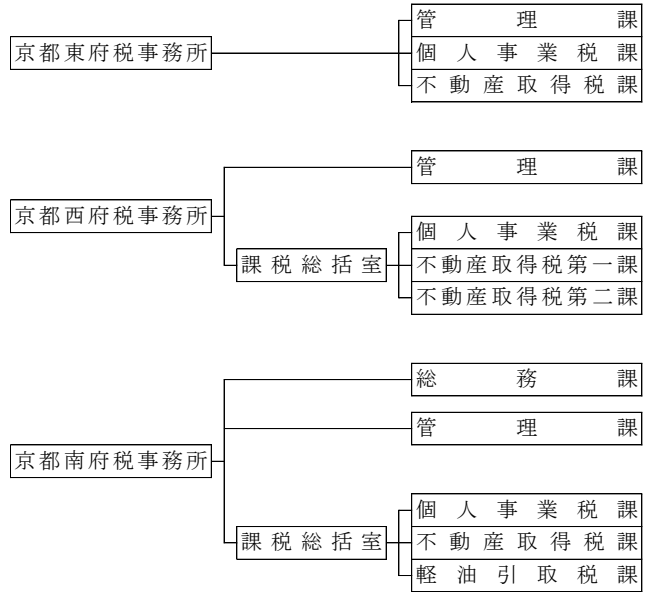 管理課
京都東府税事務所
個人事業税課
不動産取得税課
管理課
京都西府税事務所
個人事業税課
課税総括室
不動産取得税第一課
不動産取得税第二課
総務課
管理課
京都南府税事務所
個人事業税課
課税総括室
不動産取得税課
軽油引取税課